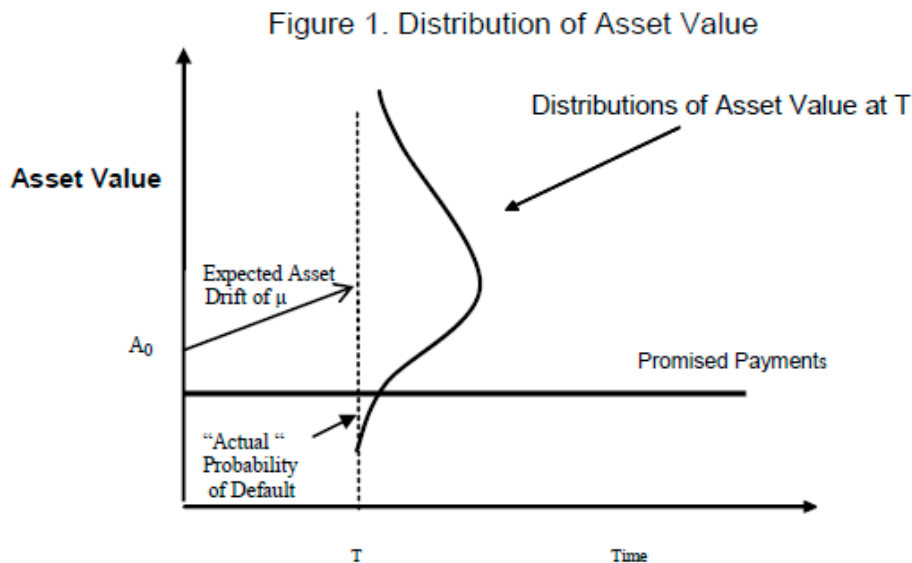 Figure 1. Distribution of Asset Value
Distributions of Asset Value at T
Asset Value
Expected Asset
Drift of μ
A₀
Promised Payments
“Actual “
Probability
of Default
T
Time